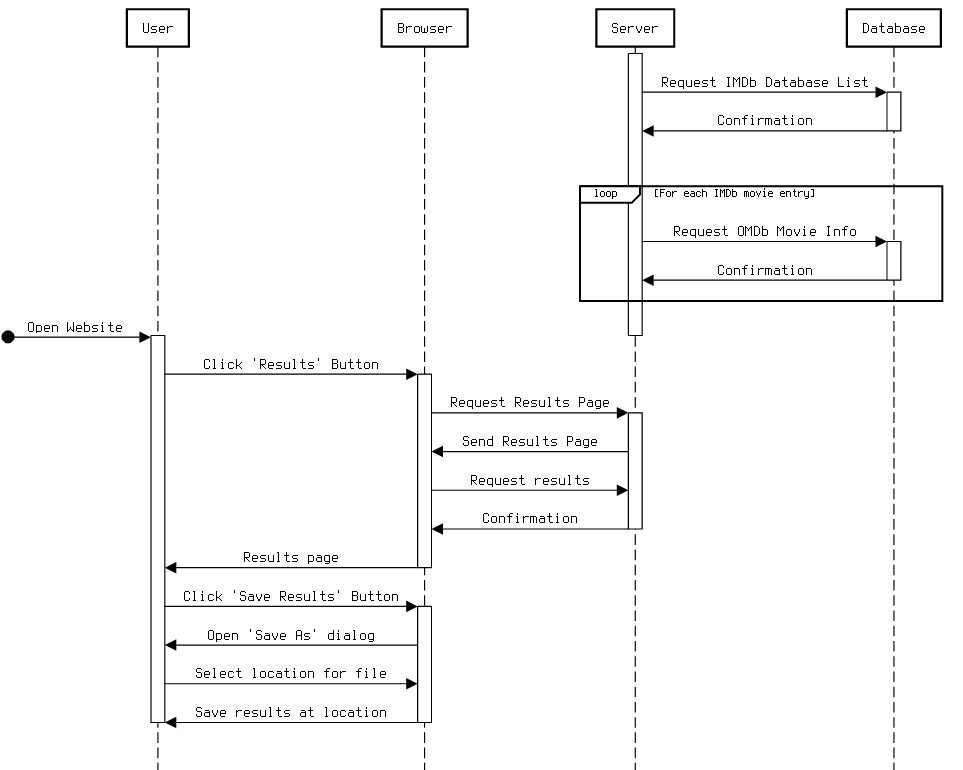 User
Browser
Server
Database
Request IMDb Database List
Confirmation
loop
[For each IMDb movie entry]
Request OMDb Movie Info
Confirmation
Open Website
Click 'Results' Button
Request Results Page
Send Results Page
Request results
Confirmation
Results page
Click 'Save Results' Button
Open 'Save As' dialog
Select location for file
Save results at location